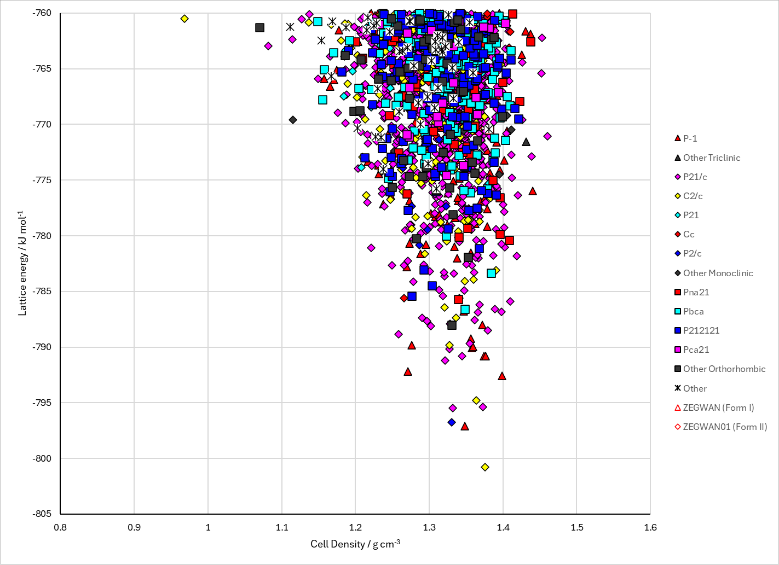 -760
-765
-770
-775
-780
-785
-790
-795
-800
-805
Lattice energy / kJ mol-1
0.8 0.9 1 1.1 1.2 1.3 1.4 1.5 1.6
Cell Density / g cm-3
P-1
Other Triclinic
P21/c
C2/c
P21
Cc
P2/c
Other Monoclinic
Pna21
Pbca
P212121
Pca21
Other Orthorhombic
Other
ZEGWAN (Form I)
ZEGWAN01 (Form II)